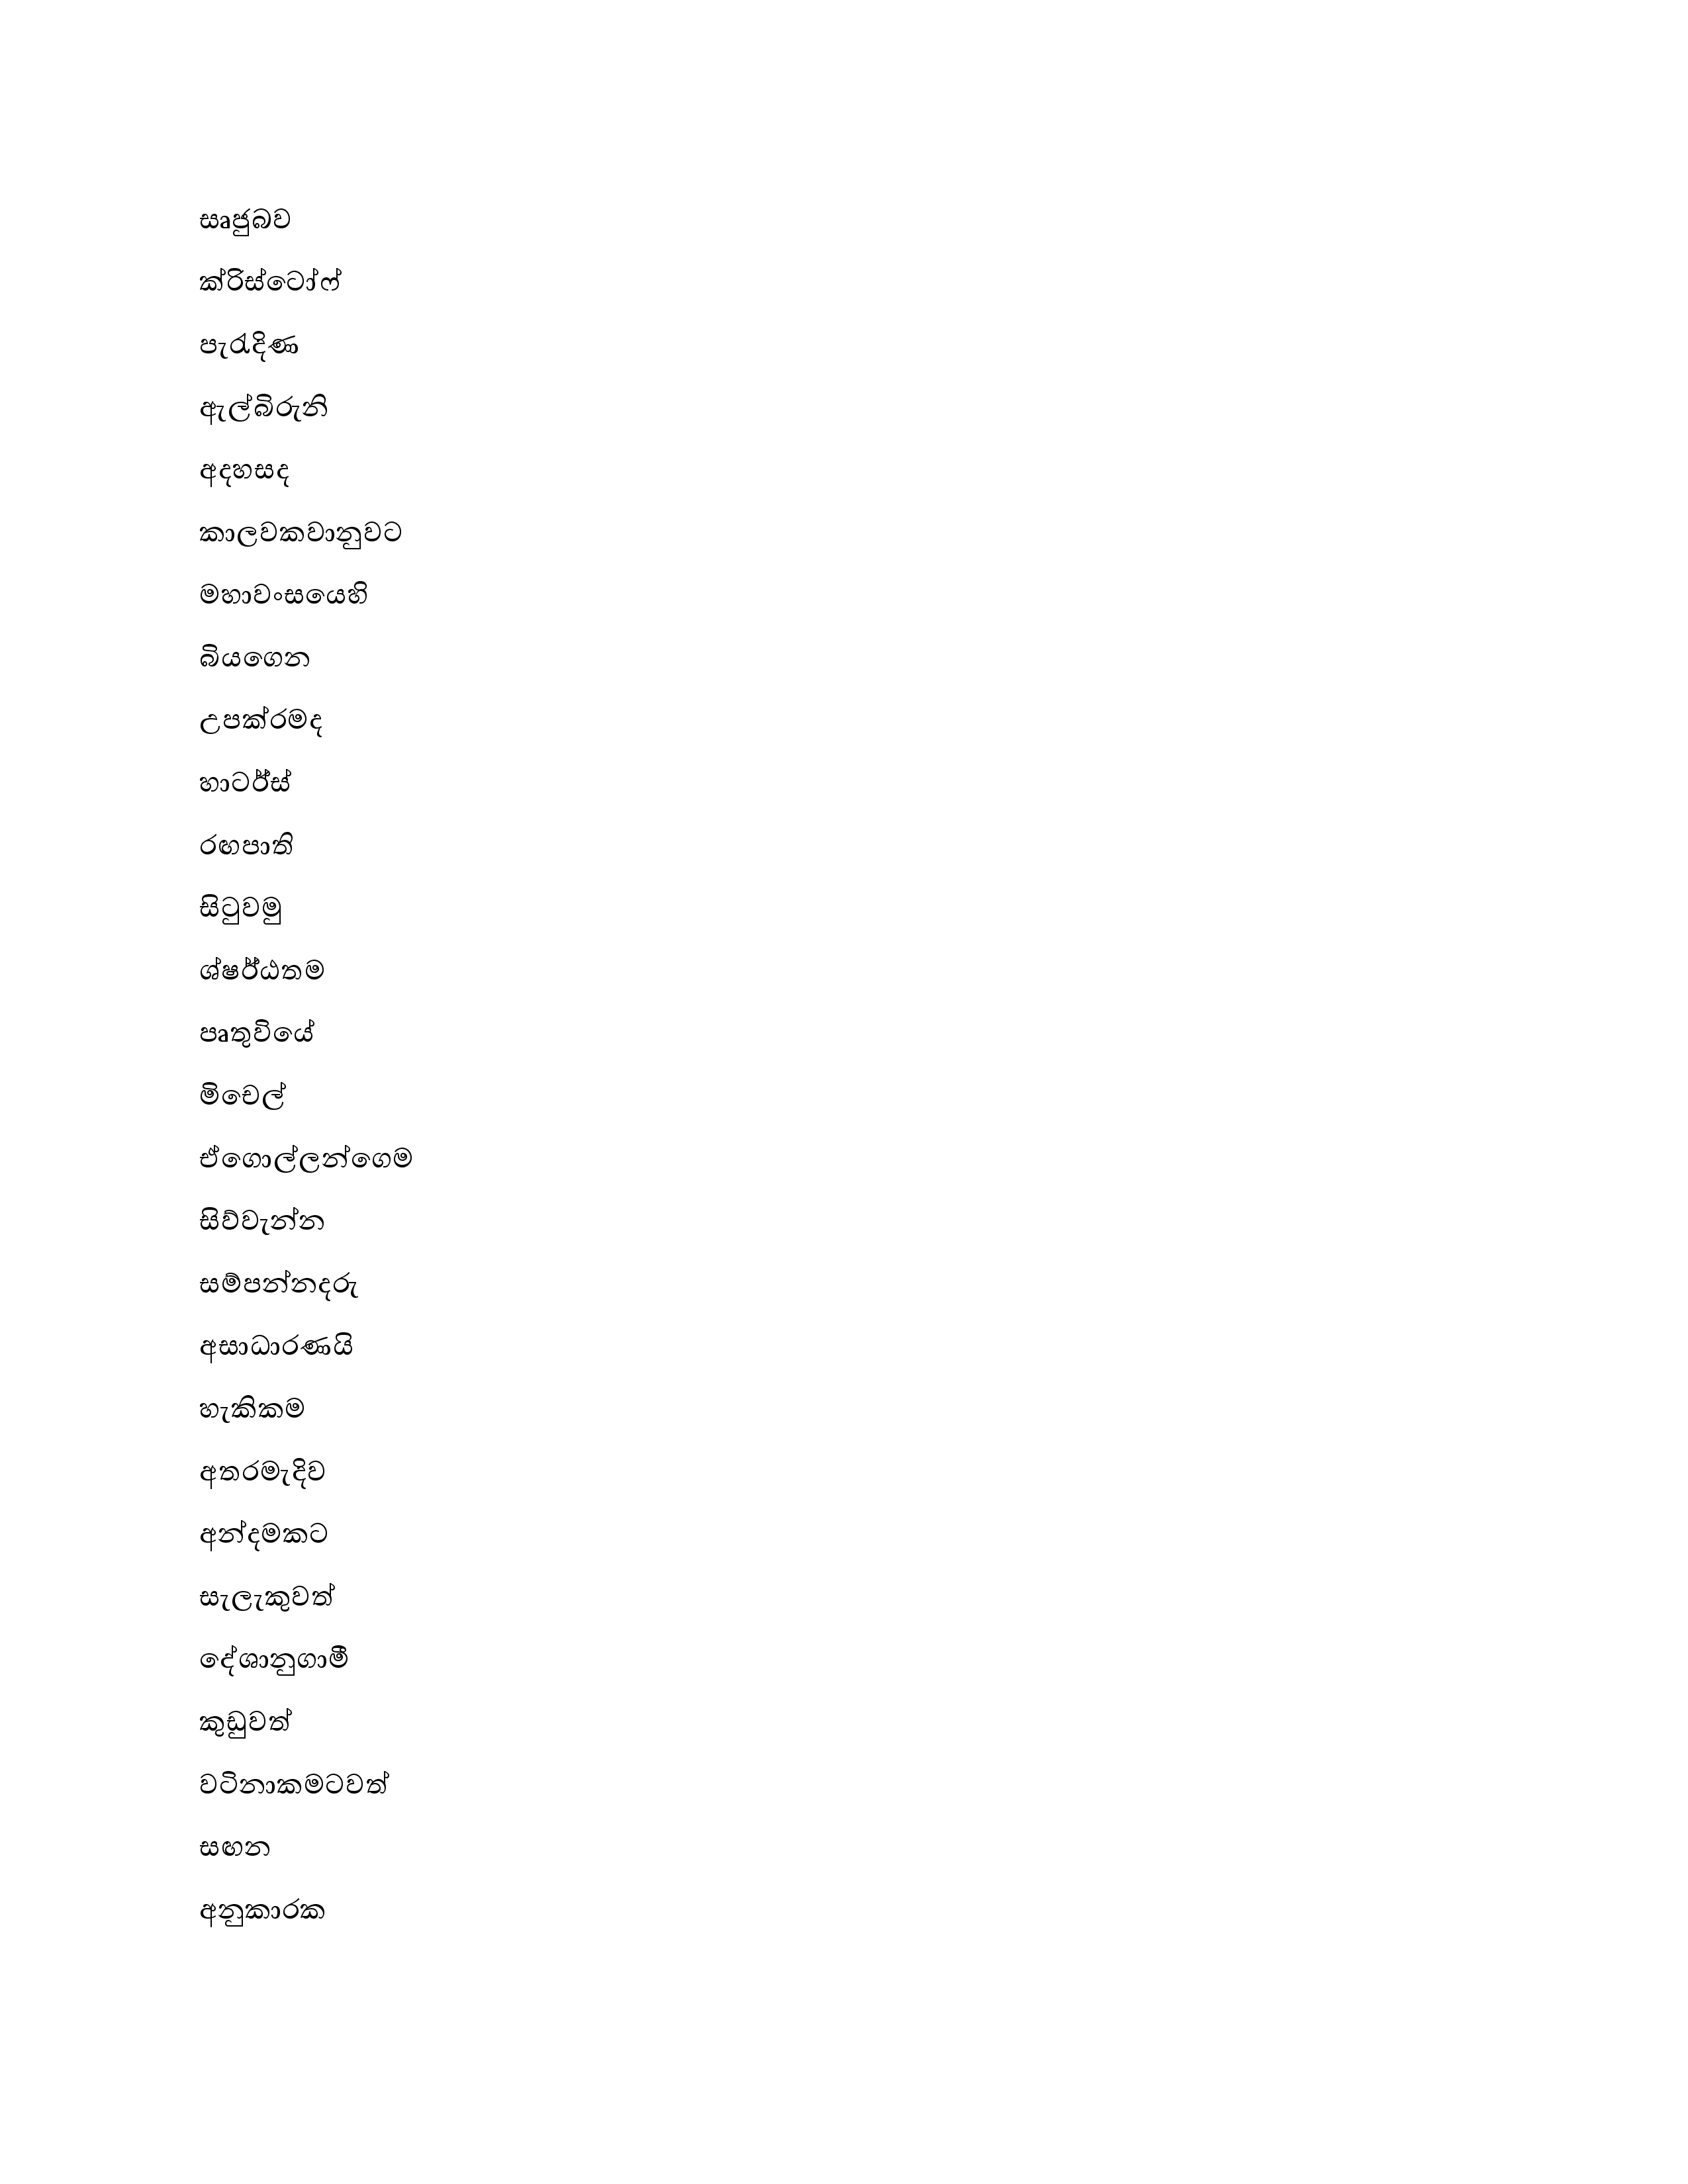 සෘජුබව
ක්රිස්ටෝෆ්
පැරැදිණ
ඇල්බිරුනි
අදහසද
කාලවකවානුවට
මහාවංසයෙහි
බියගෙන
උපක්රමද
හාටර්ස්
රඟපාති
සිටුවමු
ශ්ෂර්ඨතම
පෘතුවියේ
මිචෙල්
ඒගොල්ලන්ගෙම
සිව්වැන්න
සම්පන්නදරු
අසාධාරණයි
හැකිකම
අතරමැදිව
අන්දමකට
සැලැකුවත්
දේශානුගාමී
කුඩුවත්
වටිනාකමටවත්
සඟන
අනුකාරක